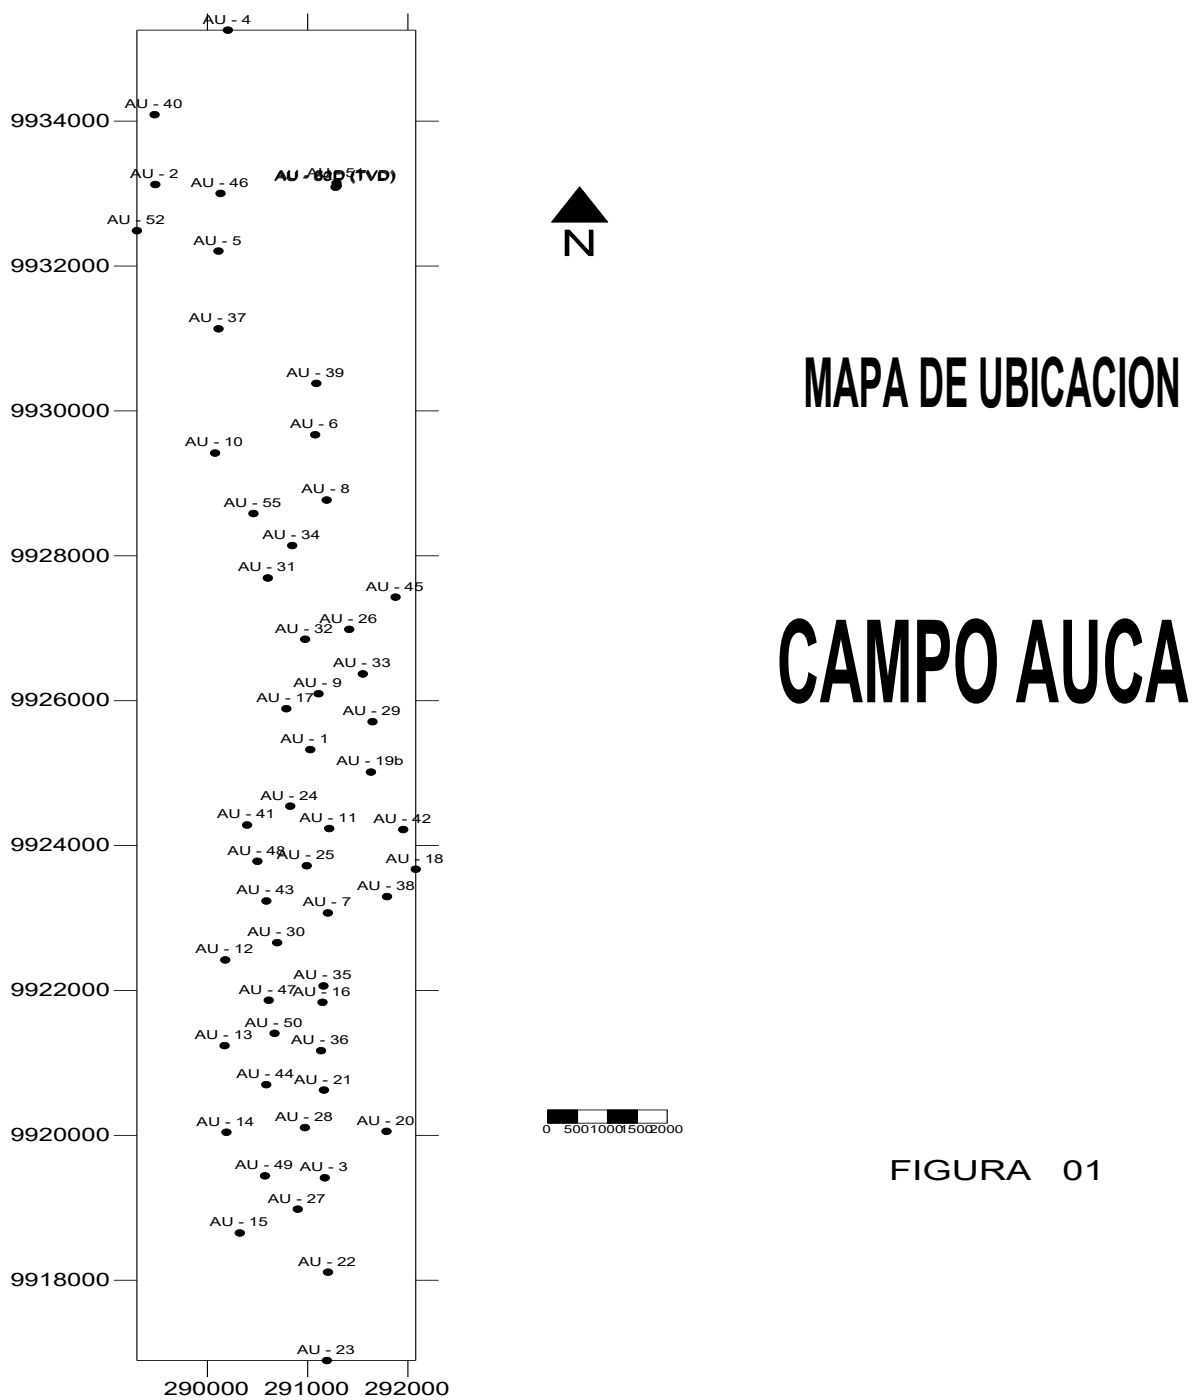 AU - 4
AU - 40
9934000
AU - 2
AU - 46
(TVD)
AU - 52
AU - 5
9932000
N
AU - 37
AU - 39
MAPA DE UBICACION
9930000
AU - 6
AU - 10
AU - 8
AU - 55
AU - 34
9928000
AU - 31
AU - 45
AU - 26
AU - 32
CAMPO AUCA
AU - 33
AU - 9
9926000
AU - 17
AU - 29
AU - 1
AU - 19b
AU - 24
AU - 41
AU - 11
AU - 42
9924000
AU - 48
AU - 25
AU - 18
AU - 43
AU - 38
AU - 7
AU - 30
AU - 12
AU - 35
9922000
AU - 47
AU - 16
AU - 50
AU - 13
AU - 36
AU - 44
AU - 21
AU - 28
AU - 14
AU - 20
0 500 1000 1500 2000
9920000
AU - 49
AU - 3
FIGURA 01
AU - 27
AU - 15
AU - 22
9918000
AU - 23
290000 291000 292000